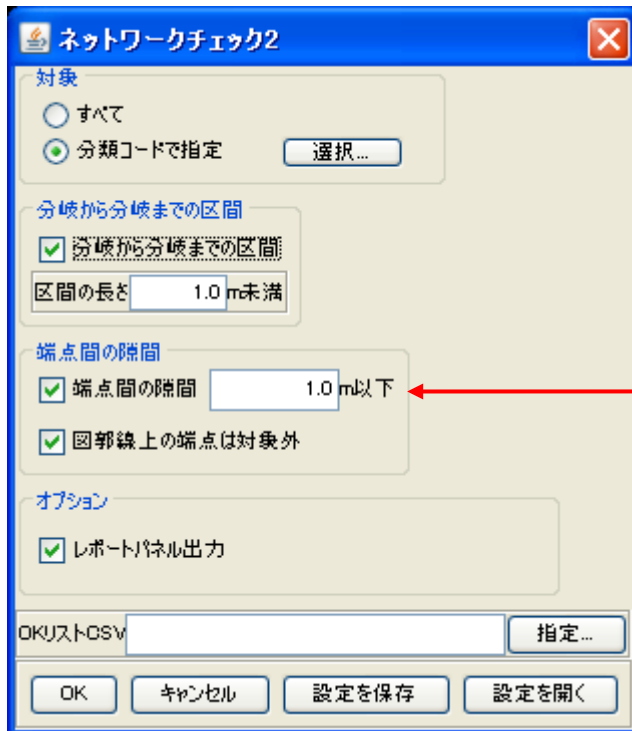 ネットワークチェック2
対象
すべて
分類コードで指定 選択...
分岐から分岐までの区間
分岐から分岐までの区間
区間の長さ 1.0 m未満
端点間の隙間
端点間の隙間 1.0 m以下
図郭線上の端点は対象外
オプション
レポートパネル出力
OKリストCSV 指定...
OK キャンセル 設定を保存 設定を開く